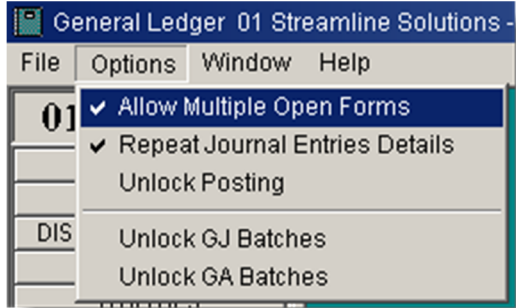 General Ledger 01 Streamline Solutions -
File Options Window Help
01
✔ Allow Multiple Open Forms
✔ Repeat Journal Entries Details
Unlock Posting
DIS
Unlock GJ Batches
Unlock GA Batches